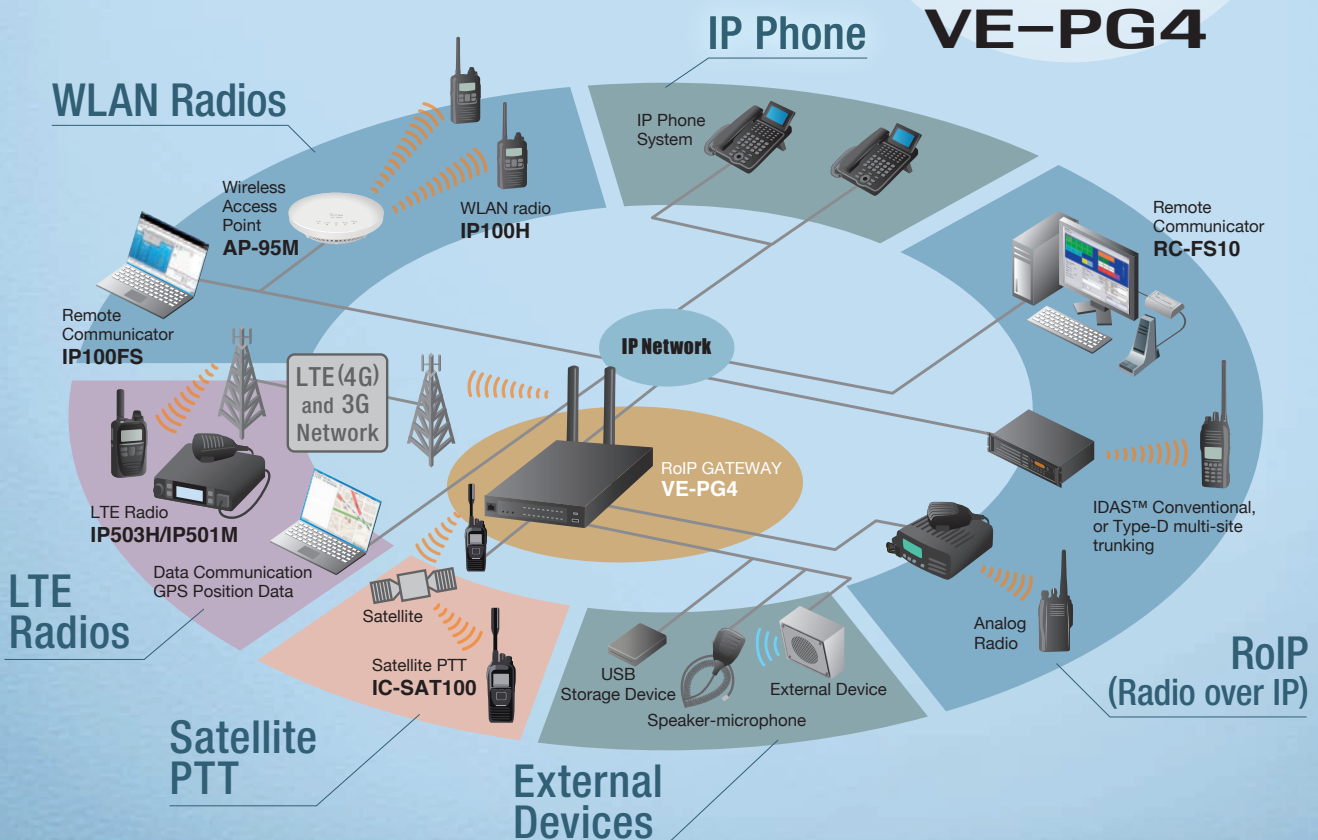 IP Phone
VE-PG4
WLAN Radios
IP Phone
System
Wireless
Access
Point
AP-95M
WLAN radio
IP100H
Remote
Communicator
RC-FS10
Remote
Communicator
IP100FS
IP Network
LTE(4G)
and 3G
Network
RoIP GATEWAY
VE-PG4
LTE Radio
IP503H/IP501M
IDAS™ Conventional,
or Type-D multi-site
trunking
Data Communication
GPS Position Data
LTE
Radios
Satellite
Satellite PTT
IC-SAT100
USB
Storage Device
Speaker-microphone
External Device
Analog
Radio
RoIP
(Radio over IP)
Satellite
PTT
External
Devices